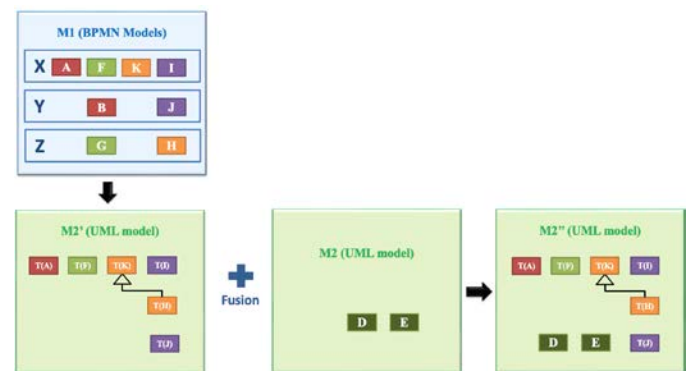 M1 (BPMN Models)
X A F K I
Y B J
Z G H
M2' (UML model)
T(A) T(F) T(K) T(I)
T(H)
T(J)
Fusion
M2 (UML model)
D E
M2'' (UML model)
T(A) T(F) T(K) T(I)
T(H)
D E T(J)